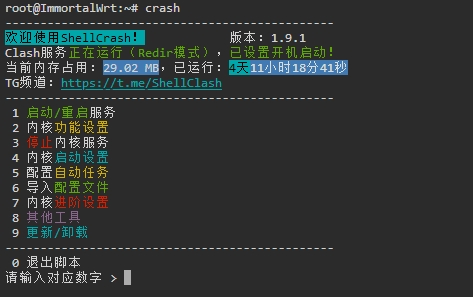 root@ImmortalWrt:~# crash
-----------------------------------------------
欢迎使用ShellCrash! 版本：1.9.1
Clash服务正在运行（Redir模式），已设置开机启动！
当前内存占用：29.02 MB，已运行：4天11小时18分41秒
TG频道：https://t.me/ShellClash
-----------------------------------------------
1 启动/重启服务
2 内核功能设置
3 停止内核服务
4 内核启动设置
5 配置自动任务
6 导入配置文件
7 内核进阶设置
8 其他工具
9 更新/卸载
-----------------------------------------------
0 退出脚本
请输入对应数字 >